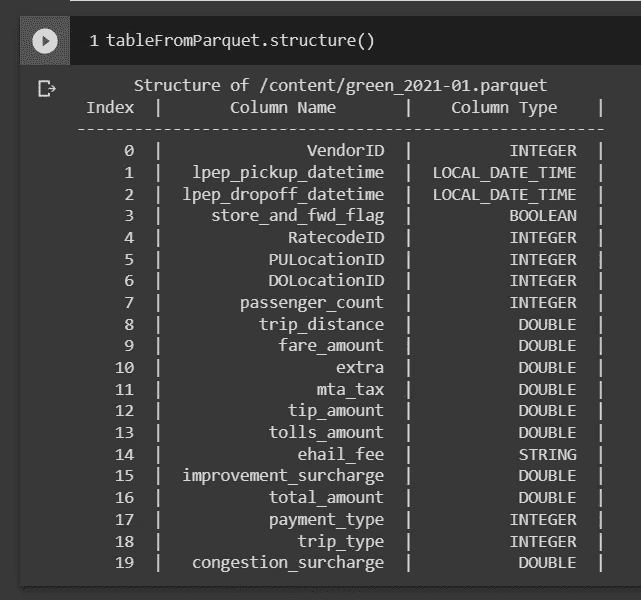 1 tableFromParquet.structure()
Structure of /content/green_2021-01.parquet
Index | Column Name | Column Type |
-------------------------------------------------------
0 | VendorID | INTEGER |
1 | lpep_pickup_datetime | LOCAL_DATE_TIME |
2 | lpep_dropoff_datetime | LOCAL_DATE_TIME |
3 | store_and_fwd_flag | BOOLEAN |
4 | RatecodeID | INTEGER |
5 | PULocationID | INTEGER |
6 | DOLocationID | INTEGER |
7 | passenger_count | INTEGER |
8 | trip_distance | DOUBLE |
9 | fare_amount | DOUBLE |
10 | extra | DOUBLE |
11 | mta_tax | DOUBLE |
12 | tip_amount | DOUBLE |
13 | tolls_amount | DOUBLE |
14 | ehail_fee | STRING |
15 | improvement_surcharge | DOUBLE |
16 | total_amount | DOUBLE |
17 | payment_type | INTEGER |
18 | trip_type | INTEGER |
19 | congestion_surcharge | DOUBLE |